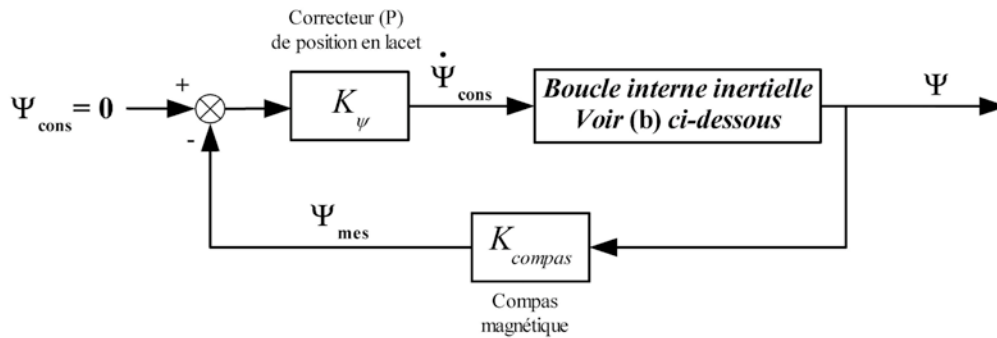 Correcteur (P)
de position en lacet
Ψcons = 0
+
-
Kψ
Ψ̇cons
Boucle interne inertielle
Voir (b) ci-dessous
Ψ
Ψmes
Kcompas
Compas
magnétique